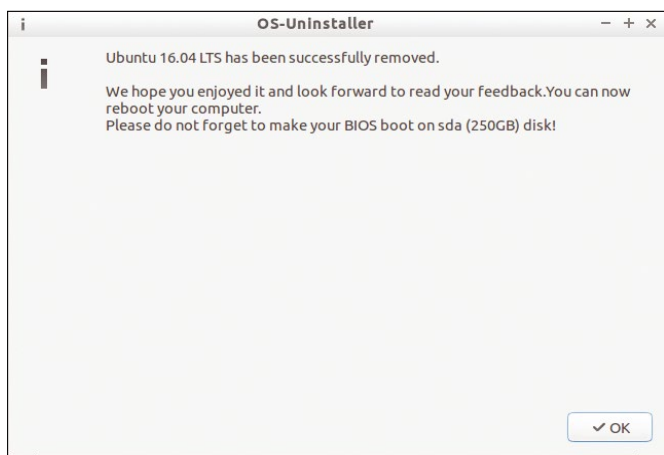 OS-Uninstaller
Ubuntu 16.04 LTS has been successfully removed.
We hope you enjoyed it and look forward to read your feedback.You can now
reboot your computer.
Please do not forget to make your BIOS boot on sda (250GB) disk!
OK